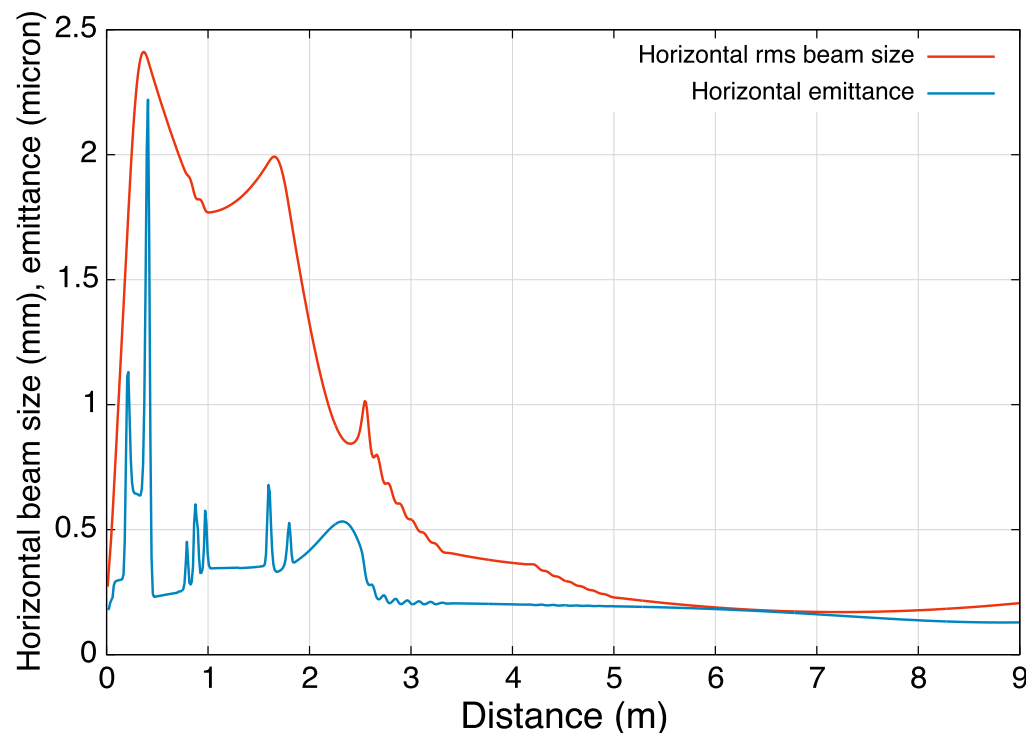 Horizontal beam size (mm), emittance (micron)
2.5
2
1.5
1
0.5
0
Horizontal rms beam size
Horizontal emittance
0 1 2 3 4 5 6 7 8 9
Distance (m)